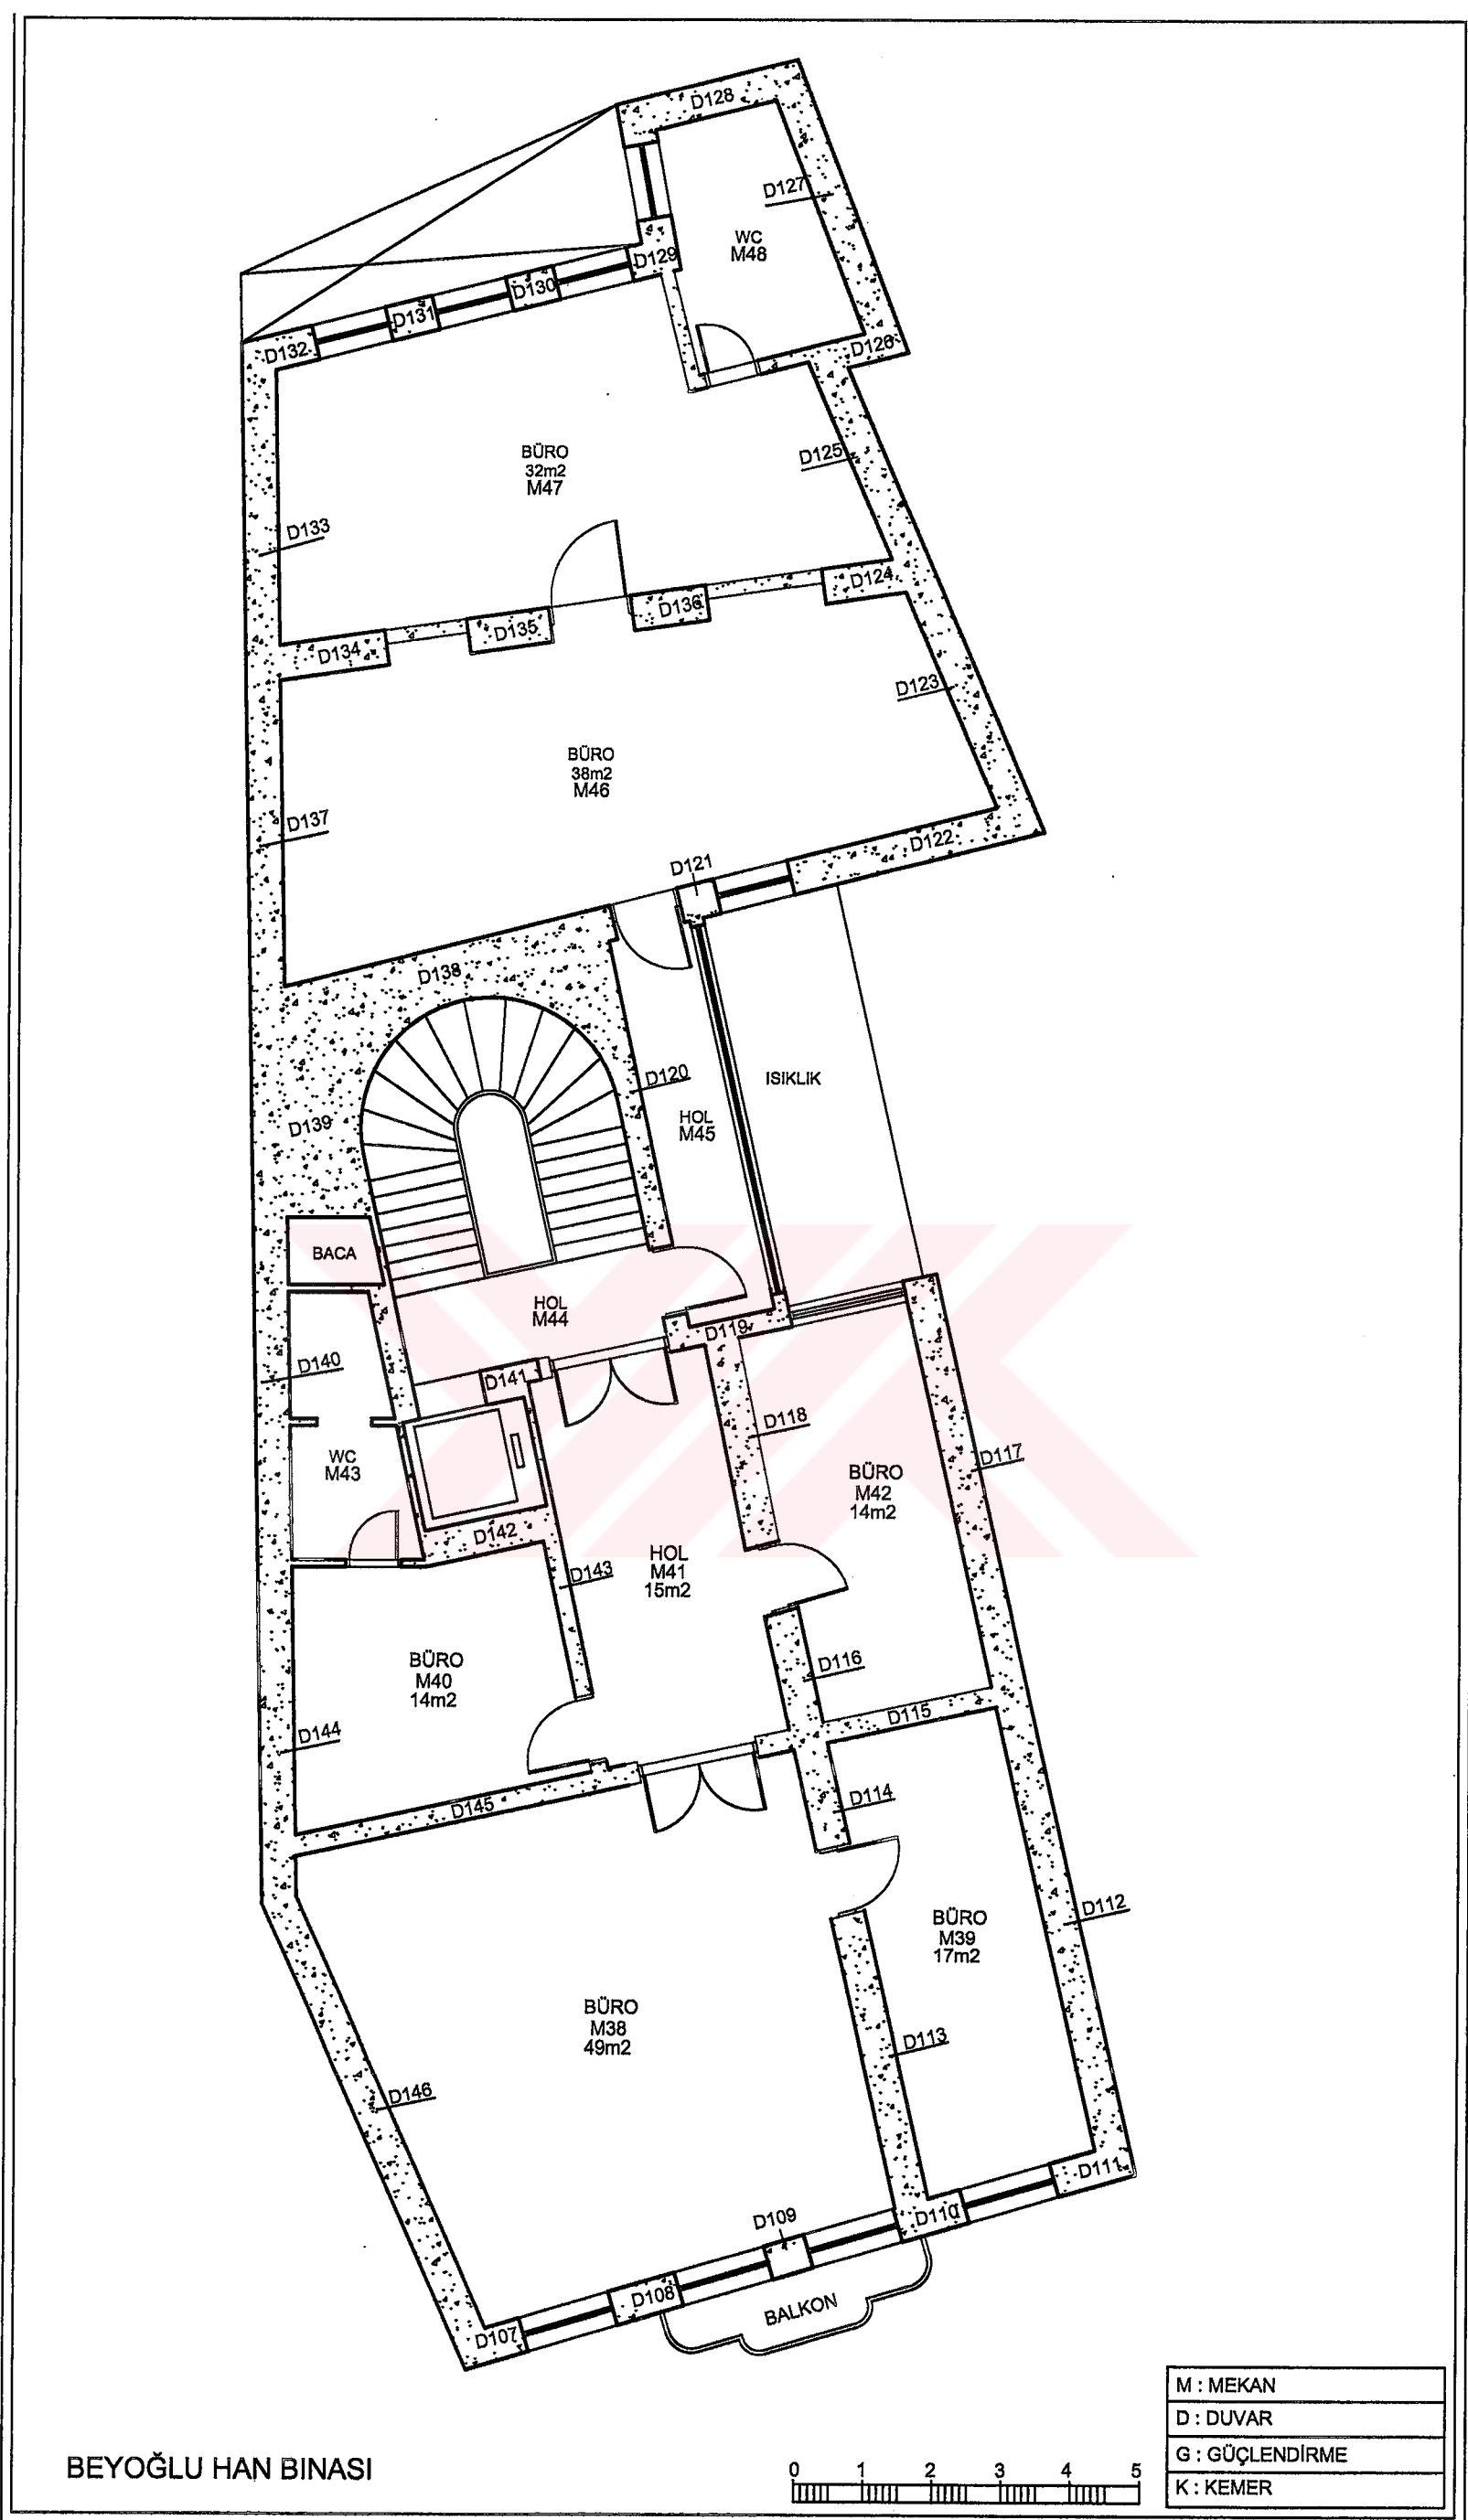 D128
D127
WC
M48
D129
D130
D131
D132
D126
BÜRO
32m2
M47
D125
D133
D124
D136
D135
D134
D123
BÜRO
38m2
M46
D137
D122
D121
D138
D120
ISIKLIK
HOL
M45
D139
BACA
HOL
M44
D119
D140
D141
D118
WC
M43
D117
BÜRO
M42
14m2
D142
HOL
M41
15m2
D143
BÜRO
M40
14m2
D116
D115
D144
D114
D145
D112
BÜRO
M39
17m2
BÜRO
M38
49m2
D113
D146
D111
D110
D109
D108
BALKON
D107
M : MEKAN
D : DUVAR
G : GÜÇLENDİRME
K : KEMER
BEYOĞLU HAN BINASI
0 1 2 3 4 5